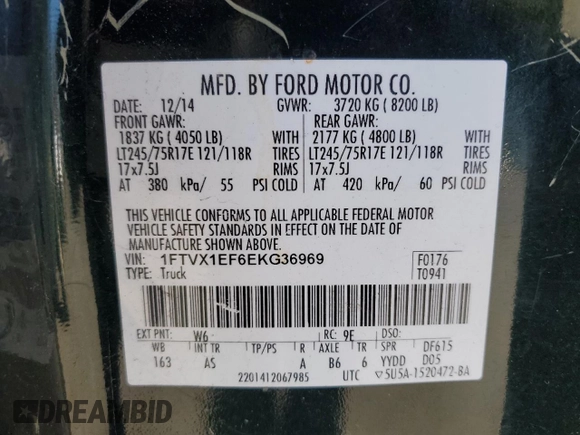 MFD. BY FORD MOTOR CO.
DATE: 12/14 GVWR: 3720 KG ( 8200 LB)
FRONT GAWR: REAR GAWR:
1837 KG ( 4050 LB) WITH 2177 KG ( 4800 LB) WITH
LT245/75R17E 121/118R TIRES LT245/75R17E 121/118R TIRES
17x7.5J RIMS 17x7.5J RIMS
AT 380 kPa/ 55 PSI COLD AT 420 kPa/ 60 PSI COLD
THIS VEHICLE CONFORMS TO ALL APPLICABLE FEDERAL MOTOR
VEHICLE SAFETY STANDARDS IN EFFECT ON THE DATE OF
MANUFACTURE SHOWN ABOVE.
VIN: 1FTVX1EF6EKG36969 F0176
TYPE: Truck T0941
EXT PNT: W6 RC: 9E DSO:
WB INT TR TP/PS R AXLE TR SPR DF615
163 AS A B6 6 YYDD D05
2201412067985 UTC ▽5U5A-1520472-BA
DREAMBID